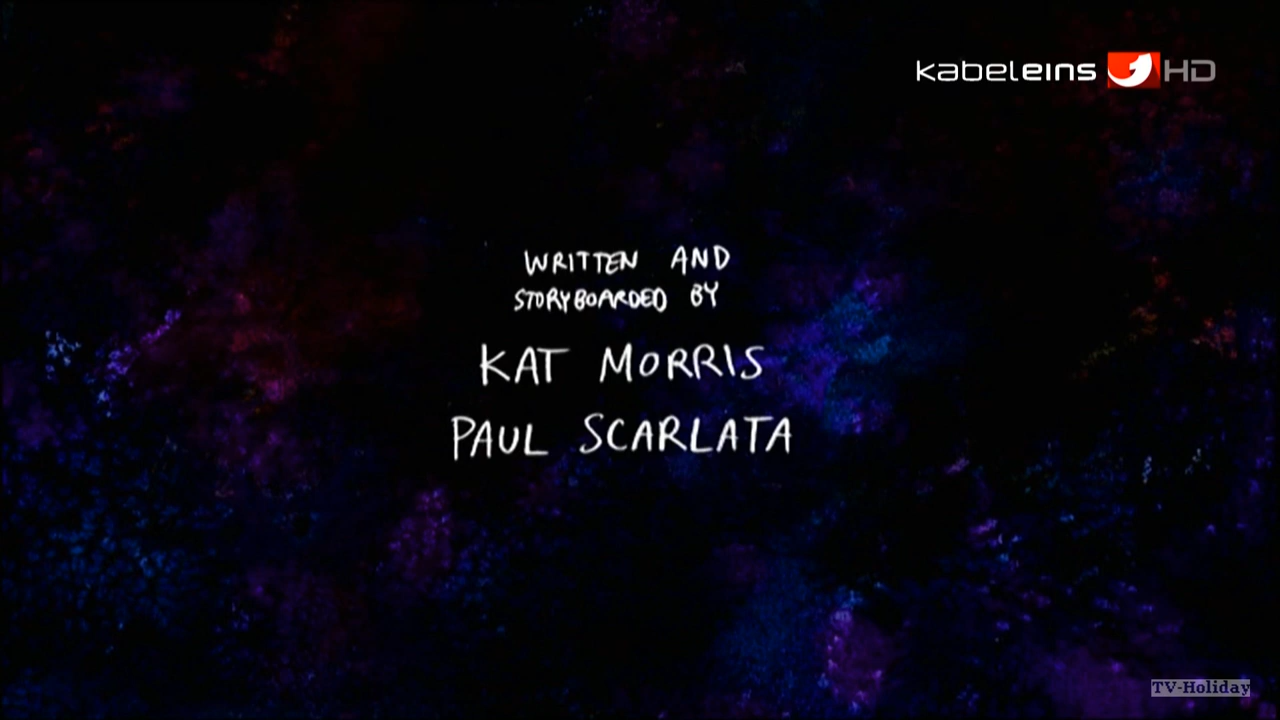 kabeleins HD
WRITTEN AND
STORYBOARDED BY
KAT MORRIS
PAUL SCARLATA
TV-Holiday